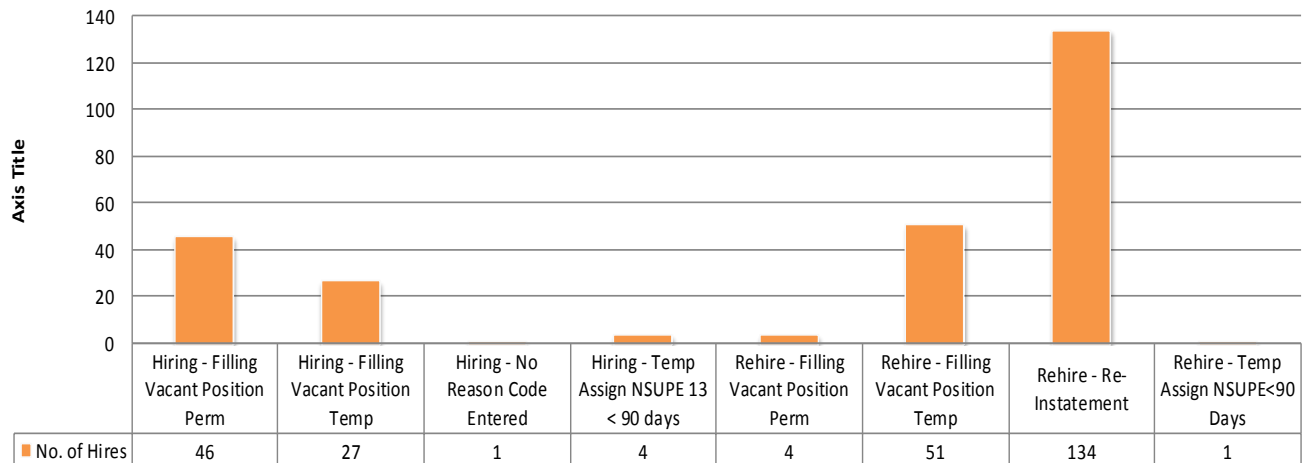 140
120
100
80
60
40
20
0
Axis Title
Hiring - Filling
Vacant Position
Perm
Hiring - Filling
Vacant Position
Temp
Hiring - No
Reason Code
Entered
Hiring - Temp
Assign NSUPE 13
< 90 days
Rehire - Filling
Vacant Position
Perm
Rehire - Filling
Vacant Position
Temp
Rehire - Re-
Instatement
Rehire - Temp
Assign NSUPE<90
Days
No. of Hires 46 27 1 4 4 51 134 1